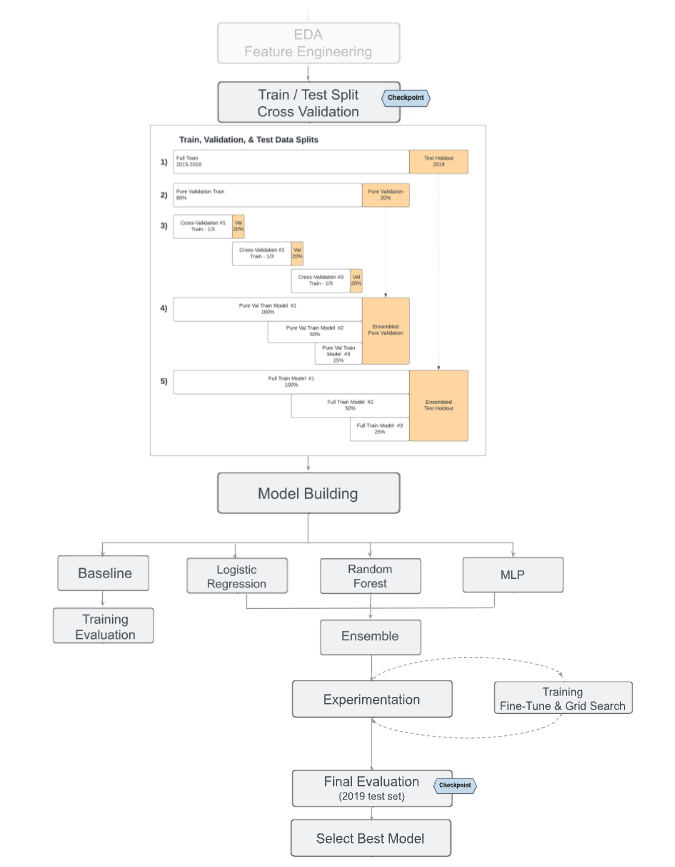 EDA
Feature Engineering
Train / Test Split
Cross Validation
Checkpoint
Train, Validation, & Test Data Splits
1)
Full Train
2015-2018
Test Holdout
2019
2)
Pure Validation Train
80%
Pure Validation
20%
3)
Cross-Validation #1
Train - 1/3
Val
20%
Cross-Validation #2
Train - 1/3
Val
20%
Cross-Validation #3
Train - 1/3
Val
20%
4)
Pure Val Train Model #1
100%
Pure Val Train Model #2
50%
Pure Val Train
Model #3
25%
Ensembled
Pure Validation
5)
Full Train Model #1
100%
Full Train Model #2
50%
Full Train Model #3
25%
Ensembled
Test Holdout
Model Building
Baseline
Logistic
Regression
Random
Forest
MLP
Training
Evaluation
Ensemble
Experimentation
Training
Fine-Tune & Grid Search
Final Evaluation
(2019 test set)
Checkpoint
Select Best Model